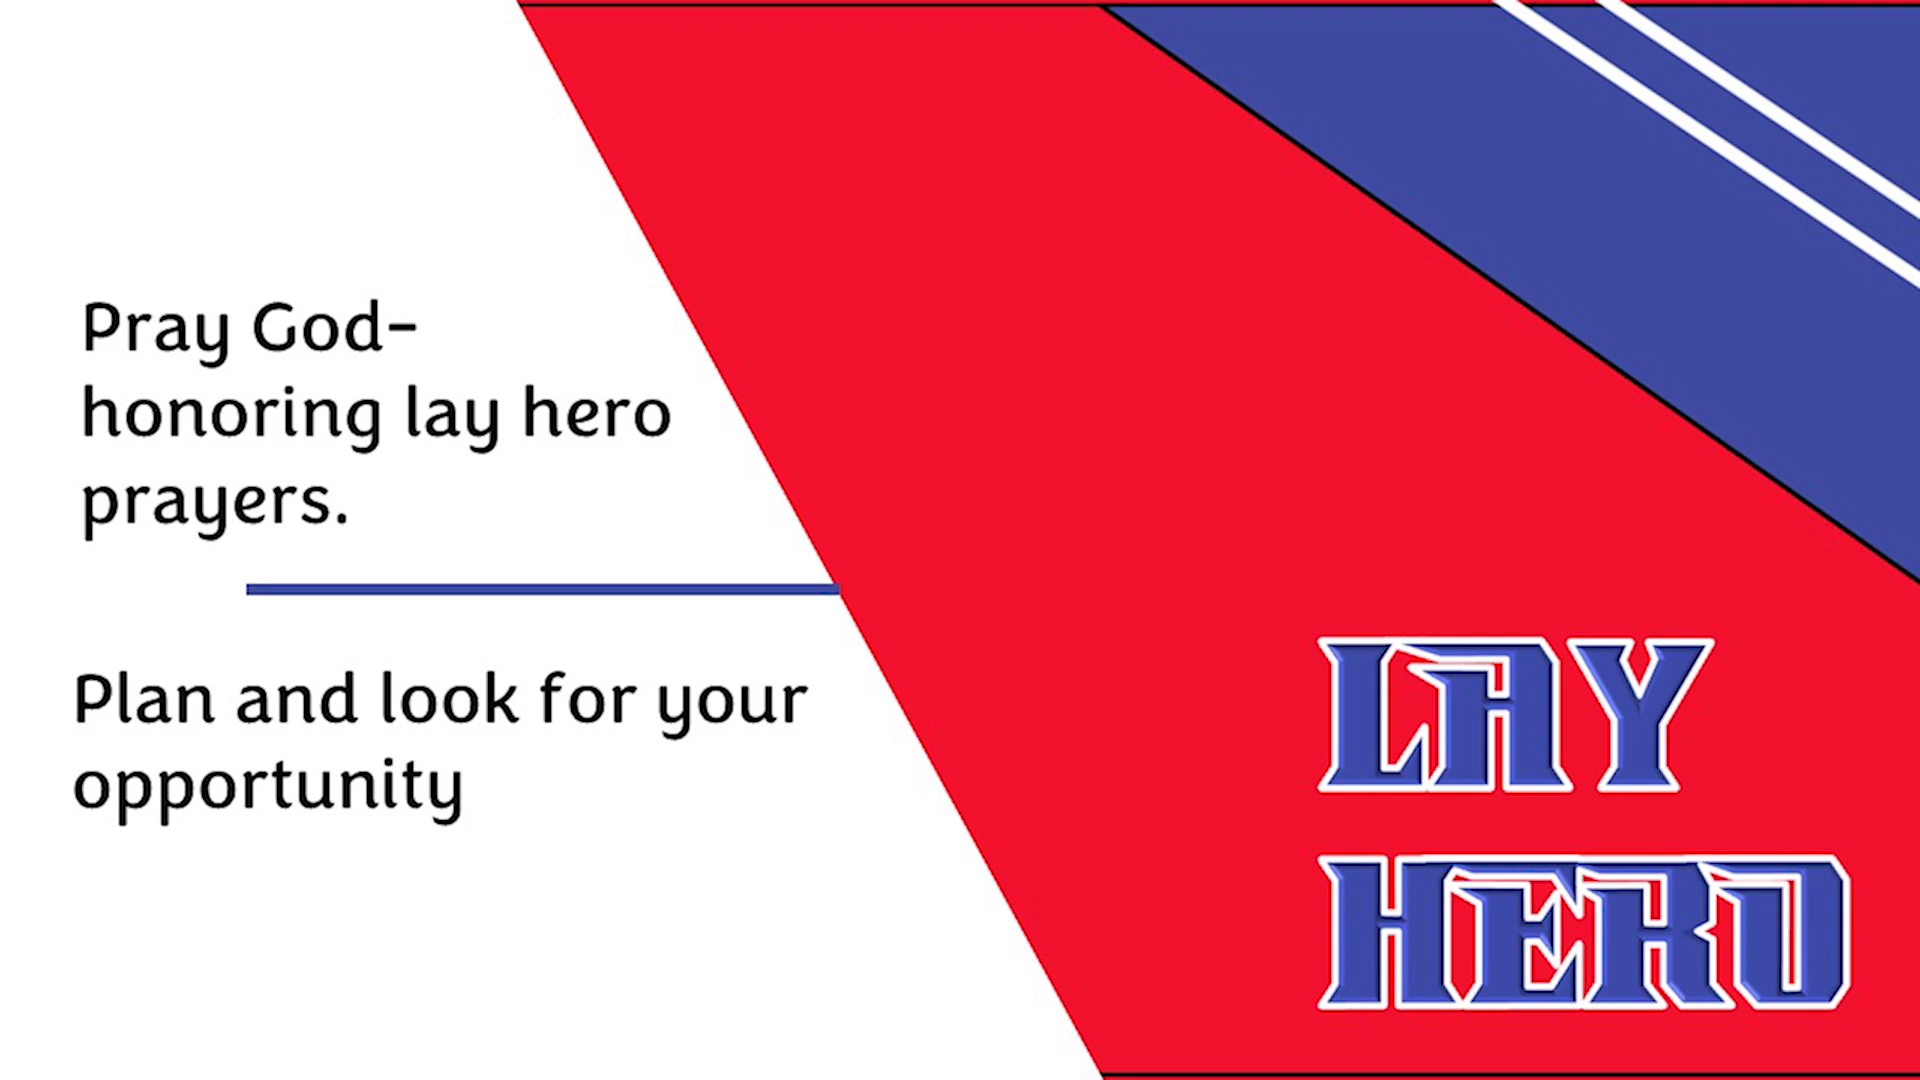 Pray God-
honoring lay hero
prayers.
Plan and look for your
opportunity
LAY
HERO